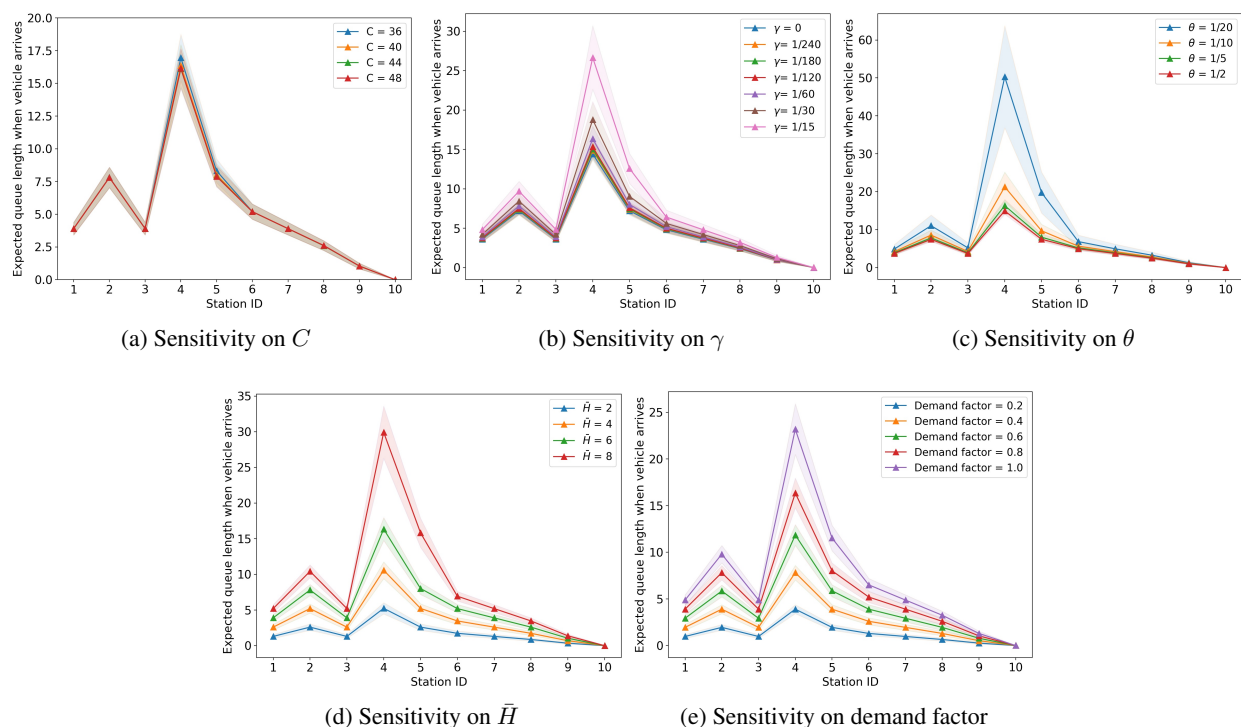 Expected queue length when vehicle arrives
20.0
17.5
15.0
12.5
10.0
7.5
5.0
2.5
0.0
1 2 3 4 5 6 7 8 9 10
Station ID
C = 36
C = 40
C = 44
C = 48
(a) Sensitivity on C
Expected queue length when vehicle arrives
30
25
20
15
10
5
0
1 2 3 4 5 6 7 8 9 10
Station ID
γ = 0
γ= 1/240
γ= 1/180
γ= 1/120
γ= 1/60
γ= 1/30
γ= 1/15
(b) Sensitivity on γ
Expected queue length when vehicle arrives
60
50
40
30
20
10
0
1 2 3 4 5 6 7 8 9 10
Station ID
θ = 1/20
θ = 1/10
θ = 1/5
θ = 1/2
(c) Sensitivity on θ
Expected queue length when vehicle arrives
35
30
25
20
15
10
5
0
1 2 3 4 5 6 7 8 9 10
Station ID
H̄ = 2
H̄ = 4
H̄ = 6
H̄ = 8
(d) Sensitivity on H̄
Expected queue length when vehicle arrives
25
20
15
10
5
0
1 2 3 4 5 6 7 8 9 10
Station ID
Demand factor = 0.2
Demand factor = 0.4
Demand factor = 0.6
Demand factor = 0.8
Demand factor = 1.0
(e) Sensitivity on demand factor